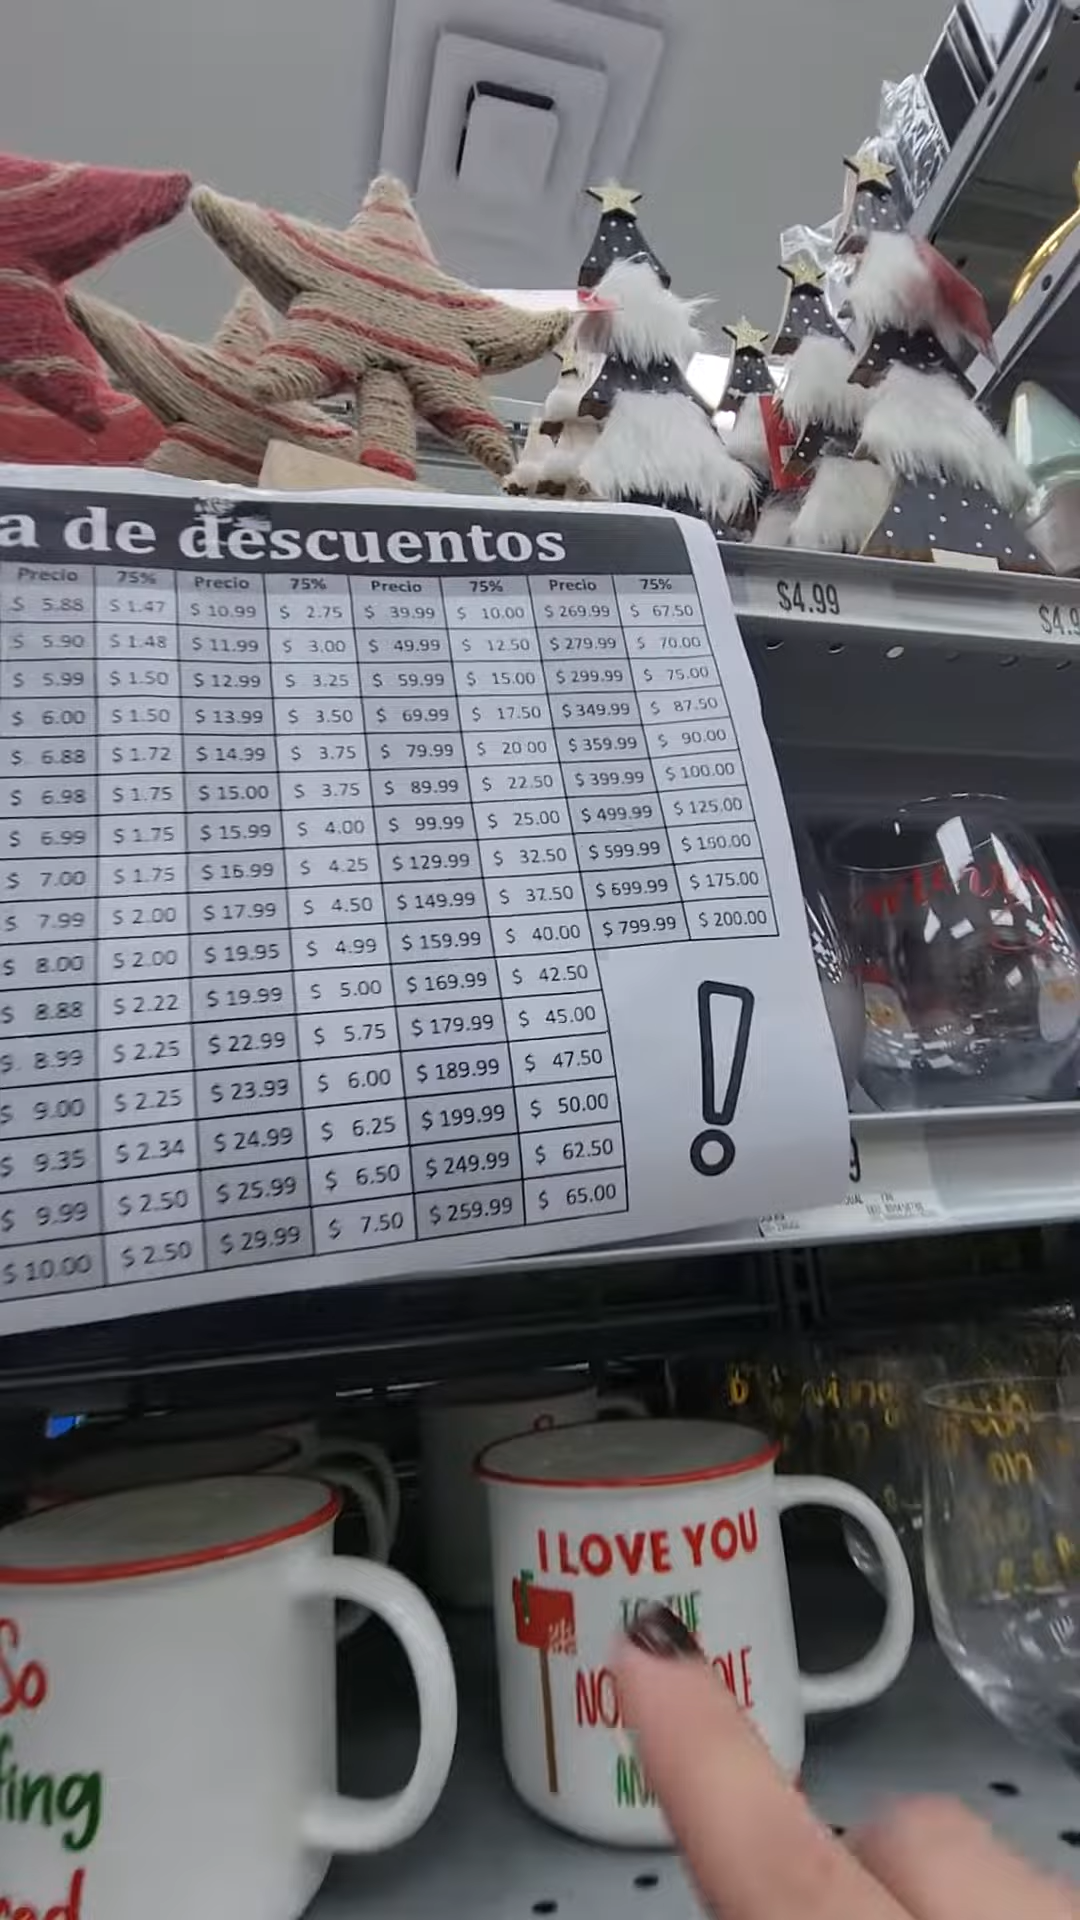 a de descuentos
Precio 75% Precio 75% Precio 75% Precio 75%
$ 5.88 $ 1.47 $ 10.99 $ 2.75 $ 39.99 $ 10.00 $ 269.99 $ 67.50
$ 5.90 $ 1.48 $ 11.99 $ 3.00 $ 49.99 $ 12.50 $ 279.99 $ 70.00
$ 5.99 $ 1.50 $ 12.99 $ 3.25 $ 59.99 $ 15.00 $ 299.99 $ 75.00
$ 6.00 $ 1.50 $ 13.99 $ 3.50 $ 69.99 $ 17.50 $ 349.99 $ 87.50
$ 6.88 $ 1.72 $ 14.99 $ 3.75 $ 79.99 $ 20.00 $ 359.99 $ 90.00
$ 6.98 $ 1.75 $ 15.00 $ 3.75 $ 89.99 $ 22.50 $ 399.99 $ 100.00
$ 6.99 $ 1.75 $ 15.99 $ 4.00 $ 99.99 $ 25.00 $ 499.99 $ 125.00
$ 7.00 $ 1.75 $ 16.99 $ 4.25 $ 129.99 $ 32.50 $ 599.99 $ 150.00
$ 7.99 $ 2.00 $ 17.99 $ 4.50 $ 149.99 $ 37.50 $ 699.99 $ 175.00
$ 8.00 $ 2.00 $ 19.95 $ 4.99 $ 159.99 $ 40.00 $ 799.99 $ 200.00
$ 8.88 $ 2.22 $ 19.99 $ 5.00 $ 169.99 $ 42.50
$ 8.99 $ 2.25 $ 22.99 $ 5.75 $ 179.99 $ 45.00
$ 9.00 $ 2.25 $ 23.99 $ 6.00 $ 189.99 $ 47.50
$ 9.35 $ 2.34 $ 24.99 $ 6.25 $ 199.99 $ 50.00
$ 9.99 $ 2.50 $ 25.99 $ 6.50 $ 249.99 $ 62.50
$ 10.00 $ 2.50 $ 29.99 $ 7.50 $ 259.99 $ 65.00
!
$4.99
$4.9
9
I LOVE YOU
TO THE
So
fing
on